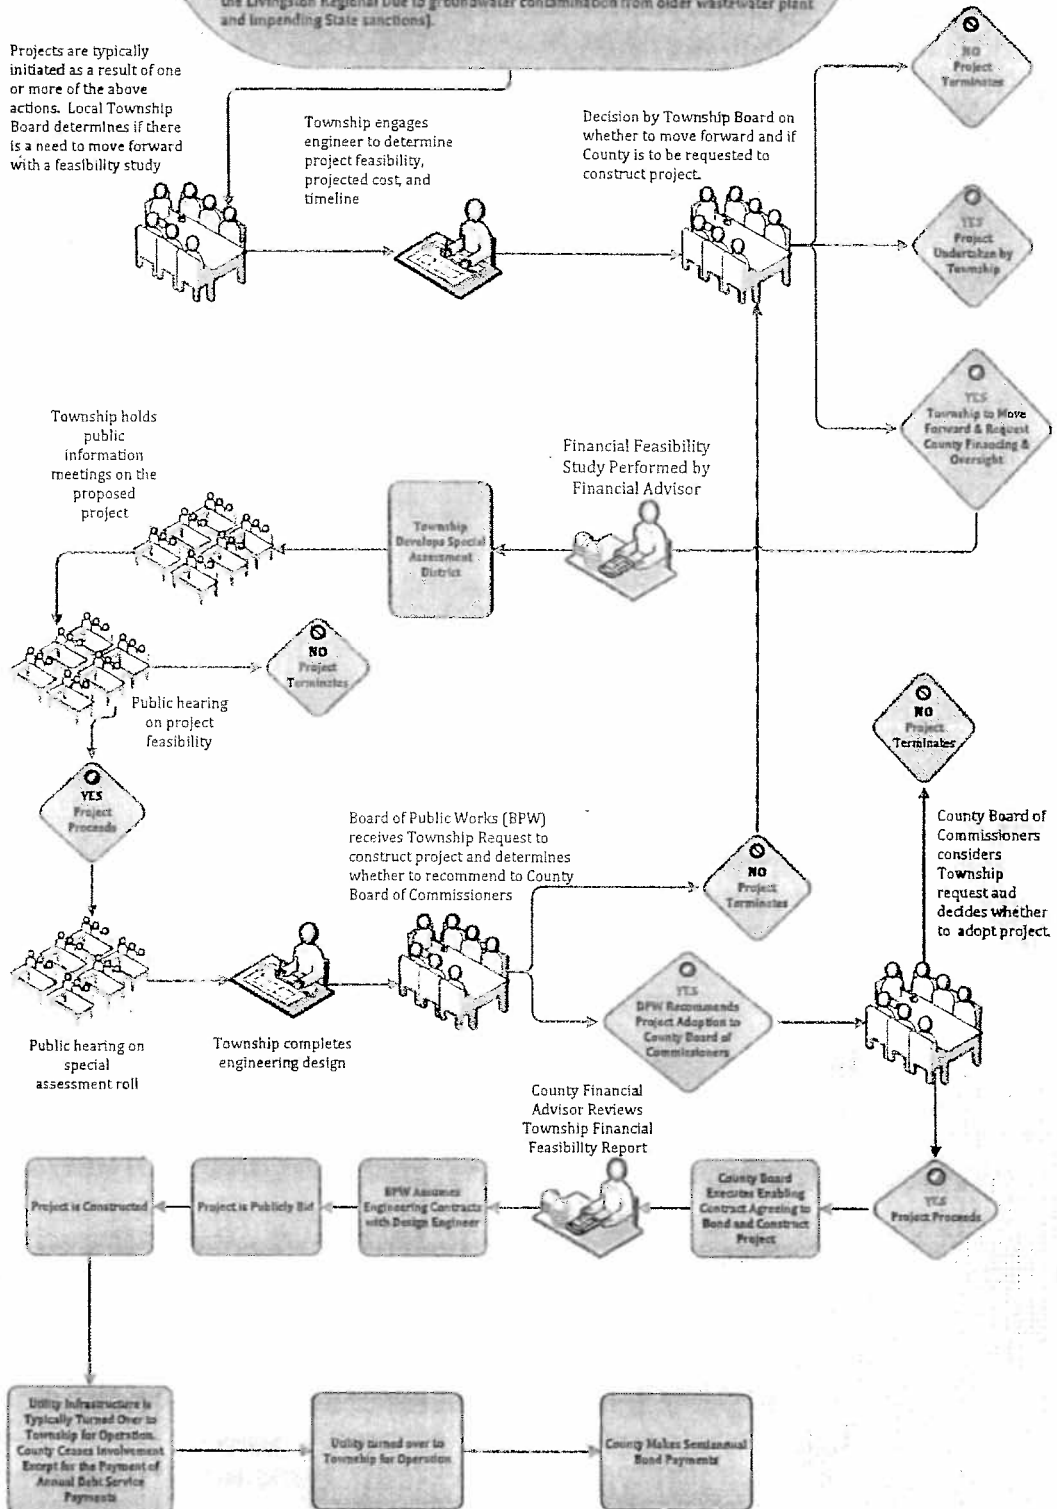 the Livingston Regional Due to groundwater contamination from older wastewater plant
and impending State sanctions).
Projects are typically
initiated as a result of one
or more of the above
actions. Local Township
Board determines if there
is a need to move forward
with a feasibility study
Township engages
engineer to determine
project feasibility,
projected cost, and
timeline
Decision by Township Board on
whether to move forward and if
County is to be requested to
construct project.
NO
Project
Terminates
YES
Project
Undertaken by
Township
YES
Township to Move
Forward & Request
County Financing &
Oversight
Financial Feasibility
Study Performed by
Financial Advisor
Township
Develops Special
Assessment
District
Township holds
public
information
meetings on the
proposed
project
Public hearing
on project
feasibility
NO
Project
Terminates
YES
Project
Proceeds
Public hearing on
special
assessment roll
Township completes
engineering design
Board of Public Works (BPW)
receives Township Request to
construct project and determines
whether to recommend to County
Board of Commissioners
NO
Project
Terminates
YES
BPW Recommends
Project Adoption to
County Board of
Commissioners
County Board of
Commissioners
considers
Township
request and
decides whether
to adopt project.
NO
Project
Terminates
YES
Project Proceeds
County Board
Executes Enabling
Contract Agreeing to
Bond and Construct
Project
County Financial
Advisor Reviews
Township Financial
Feasibility Report
BPW Assumes
Engineering Contracts
with Design Engineer
Project is Publicly Bid
Project is Constructed
Utility Infrastructure is
Typically Turned Over to
Township for Operation.
County Ceases Involvement
Except for the Payment of
Annual Debt Service
Payments
Utility turned over to
Township for Operation
County Makes Semiannual
Bond Payments